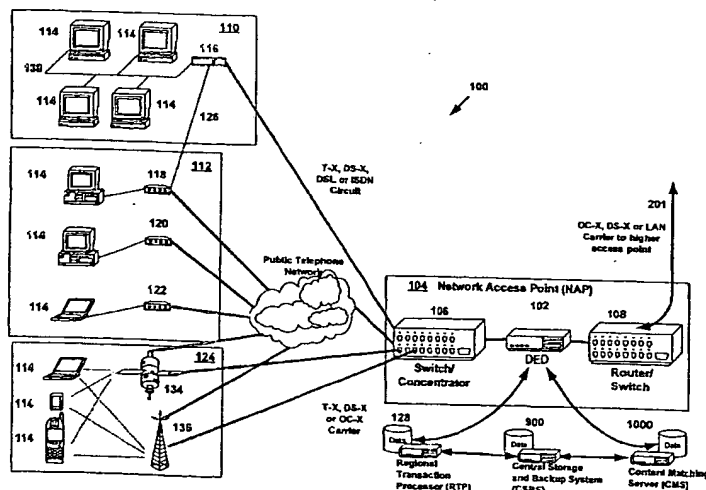 114
114
116
110
138
114
114
126
100
114
118
112
114
120
114
122
T-X, DS-X,
DSL or ISDN
Circuit
201
OC-X, DS-X or LAN
Carrier to higher
access point
Public Telephone
Network
104 Network Access Point (NAP)
106
102
108
Switch/
Concentrator
DED
Router/
Switch
124
114
134
114
114
136
T-X, DS-X
or OC-X
Carrier
128
900
1000
Data
Data
Data
Regional
Transaction
Processor (RTP)
Central Storage
and Backup System
Content Matching
Server (CMS)